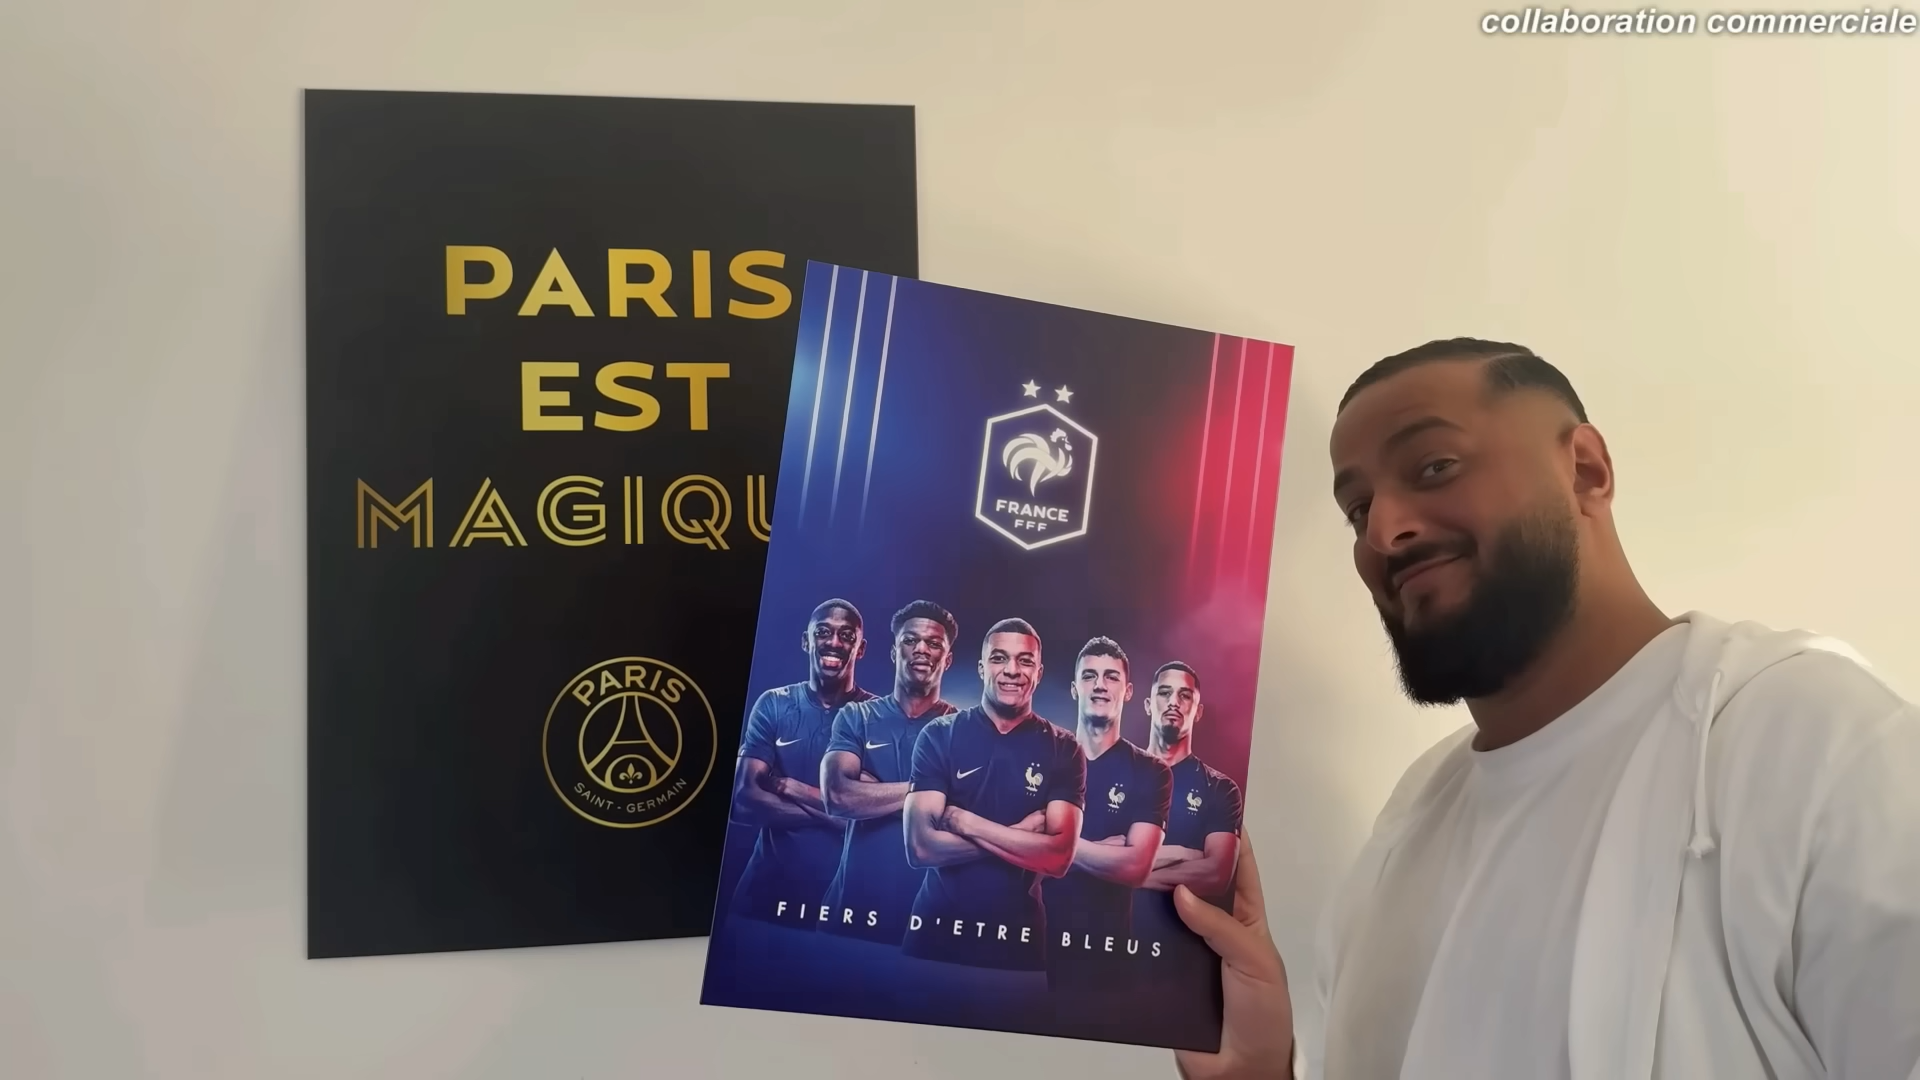 collaboration commerciale
PARIS
EST
MAGIQU
PARIS
SAINT-GERMAIN
FRANCE
FFF
FIERS D'ETRE BLEUS